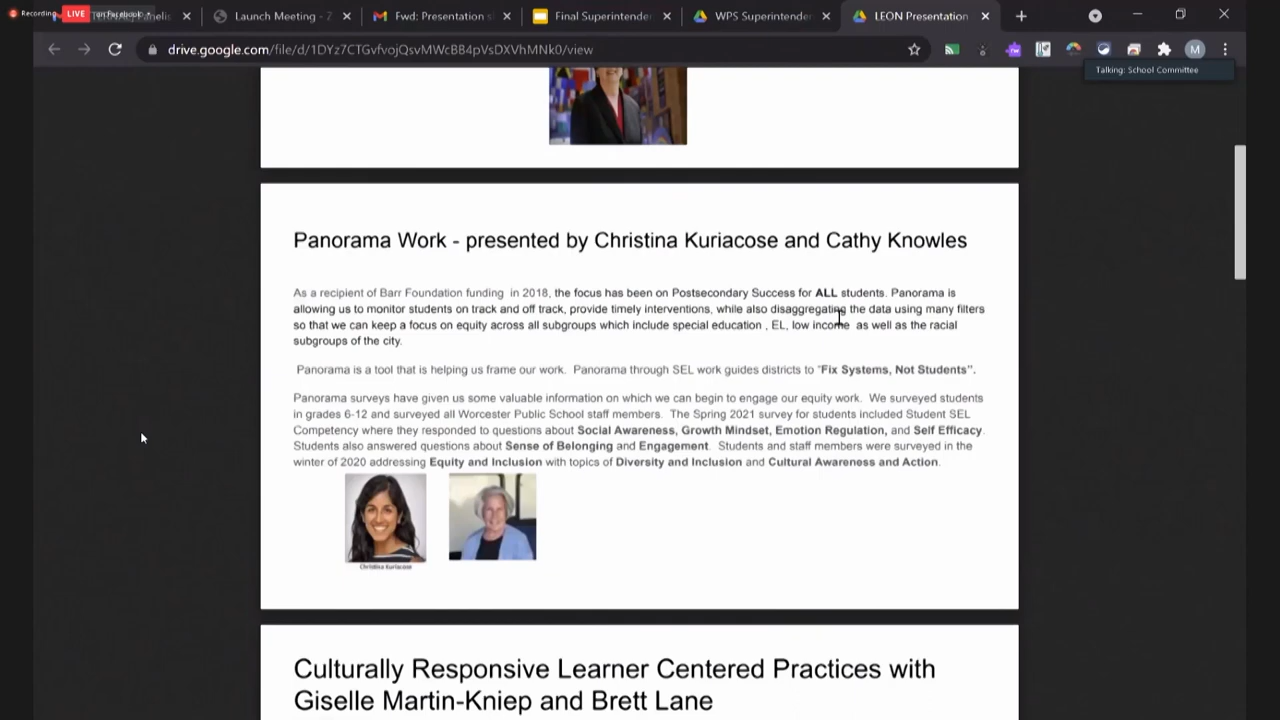 Recording
LIVE on Facebook
Launch Meeting - Z
Fwd: Presentation s
Final Superintender
WPS Superintender
LEON Presentation
drive.google.com/file/d/1DYz7CTGvfvojQsvMWcBB4pVsDXVhMNk0/view
M
Talking: School Committee
Panorama Work - presented by Christina Kuriacose and Cathy Knowles
As a recipient of Barr Foundation funding in 2018, the focus has been on Postsecondary Success for ALL students. Panorama is
allowing us to monitor students on track and off track, provide timely interventions, while also disaggregating the data using many filters
so that we can keep a focus on equity across all subgroups which include special education , EL, low income as well as the racial
subgroups of the city.
Panorama is a tool that is helping us frame our work. Panorama through SEL work guides districts to "Fix Systems, Not Students".
Panorama surveys have given us some valuable information on which we can begin to engage our equity work. We surveyed students
in grades 6-12 and surveyed all Worcester Public School staff members. The Spring 2021 survey for students included Student SEL
Competency where they responded to questions about Social Awareness, Growth Mindset, Emotion Regulation, and Self Efficacy.
Students also answered questions about Sense of Belonging and Engagement. Students and staff members were surveyed in the
winter of 2020 addressing Equity and Inclusion with topics of Diversity and Inclusion and Cultural Awareness and Action.
Christina Kuriacose
Culturally Responsive Learner Centered Practices with
Giselle Martin-Kniep and Brett Lane